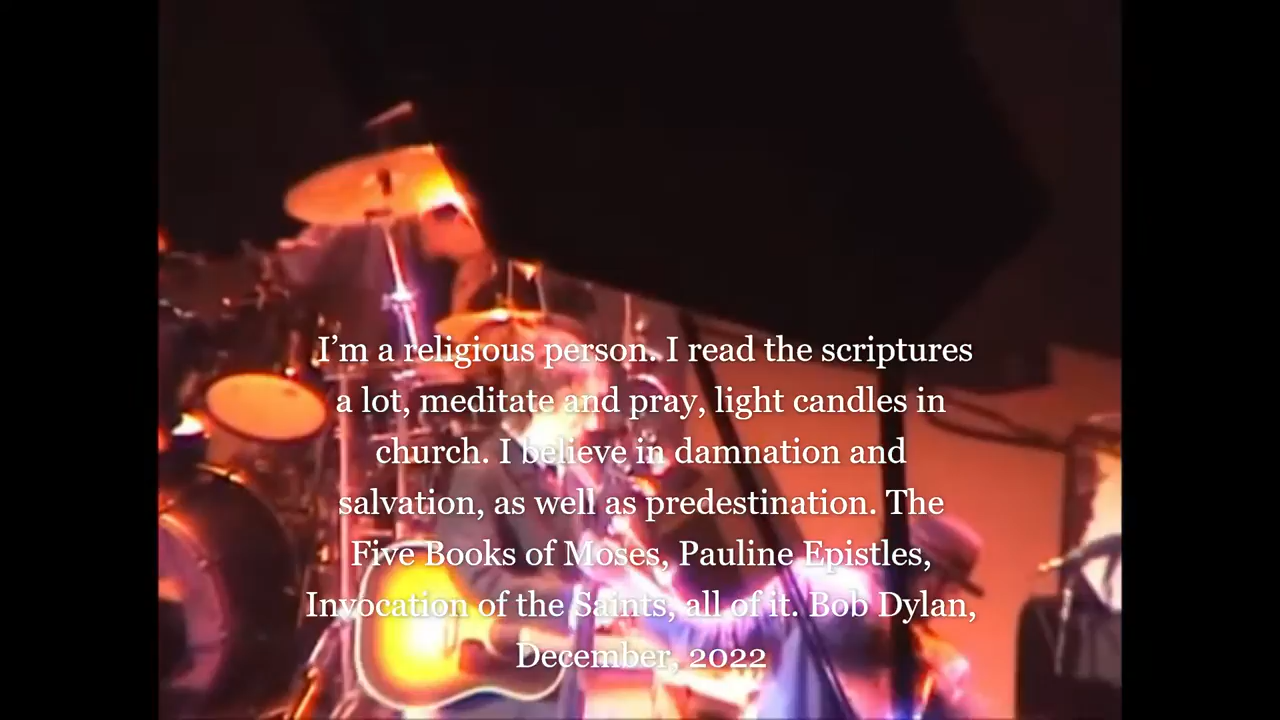 I’m a religious person. I read the scriptures
a lot, meditate and pray, light candles in
church. I believe in damnation and
salvation, as well as predestination. The
Five Books of Moses, Pauline Epistles,
Invocation of the Saints, all of it. Bob Dylan,
December, 2022